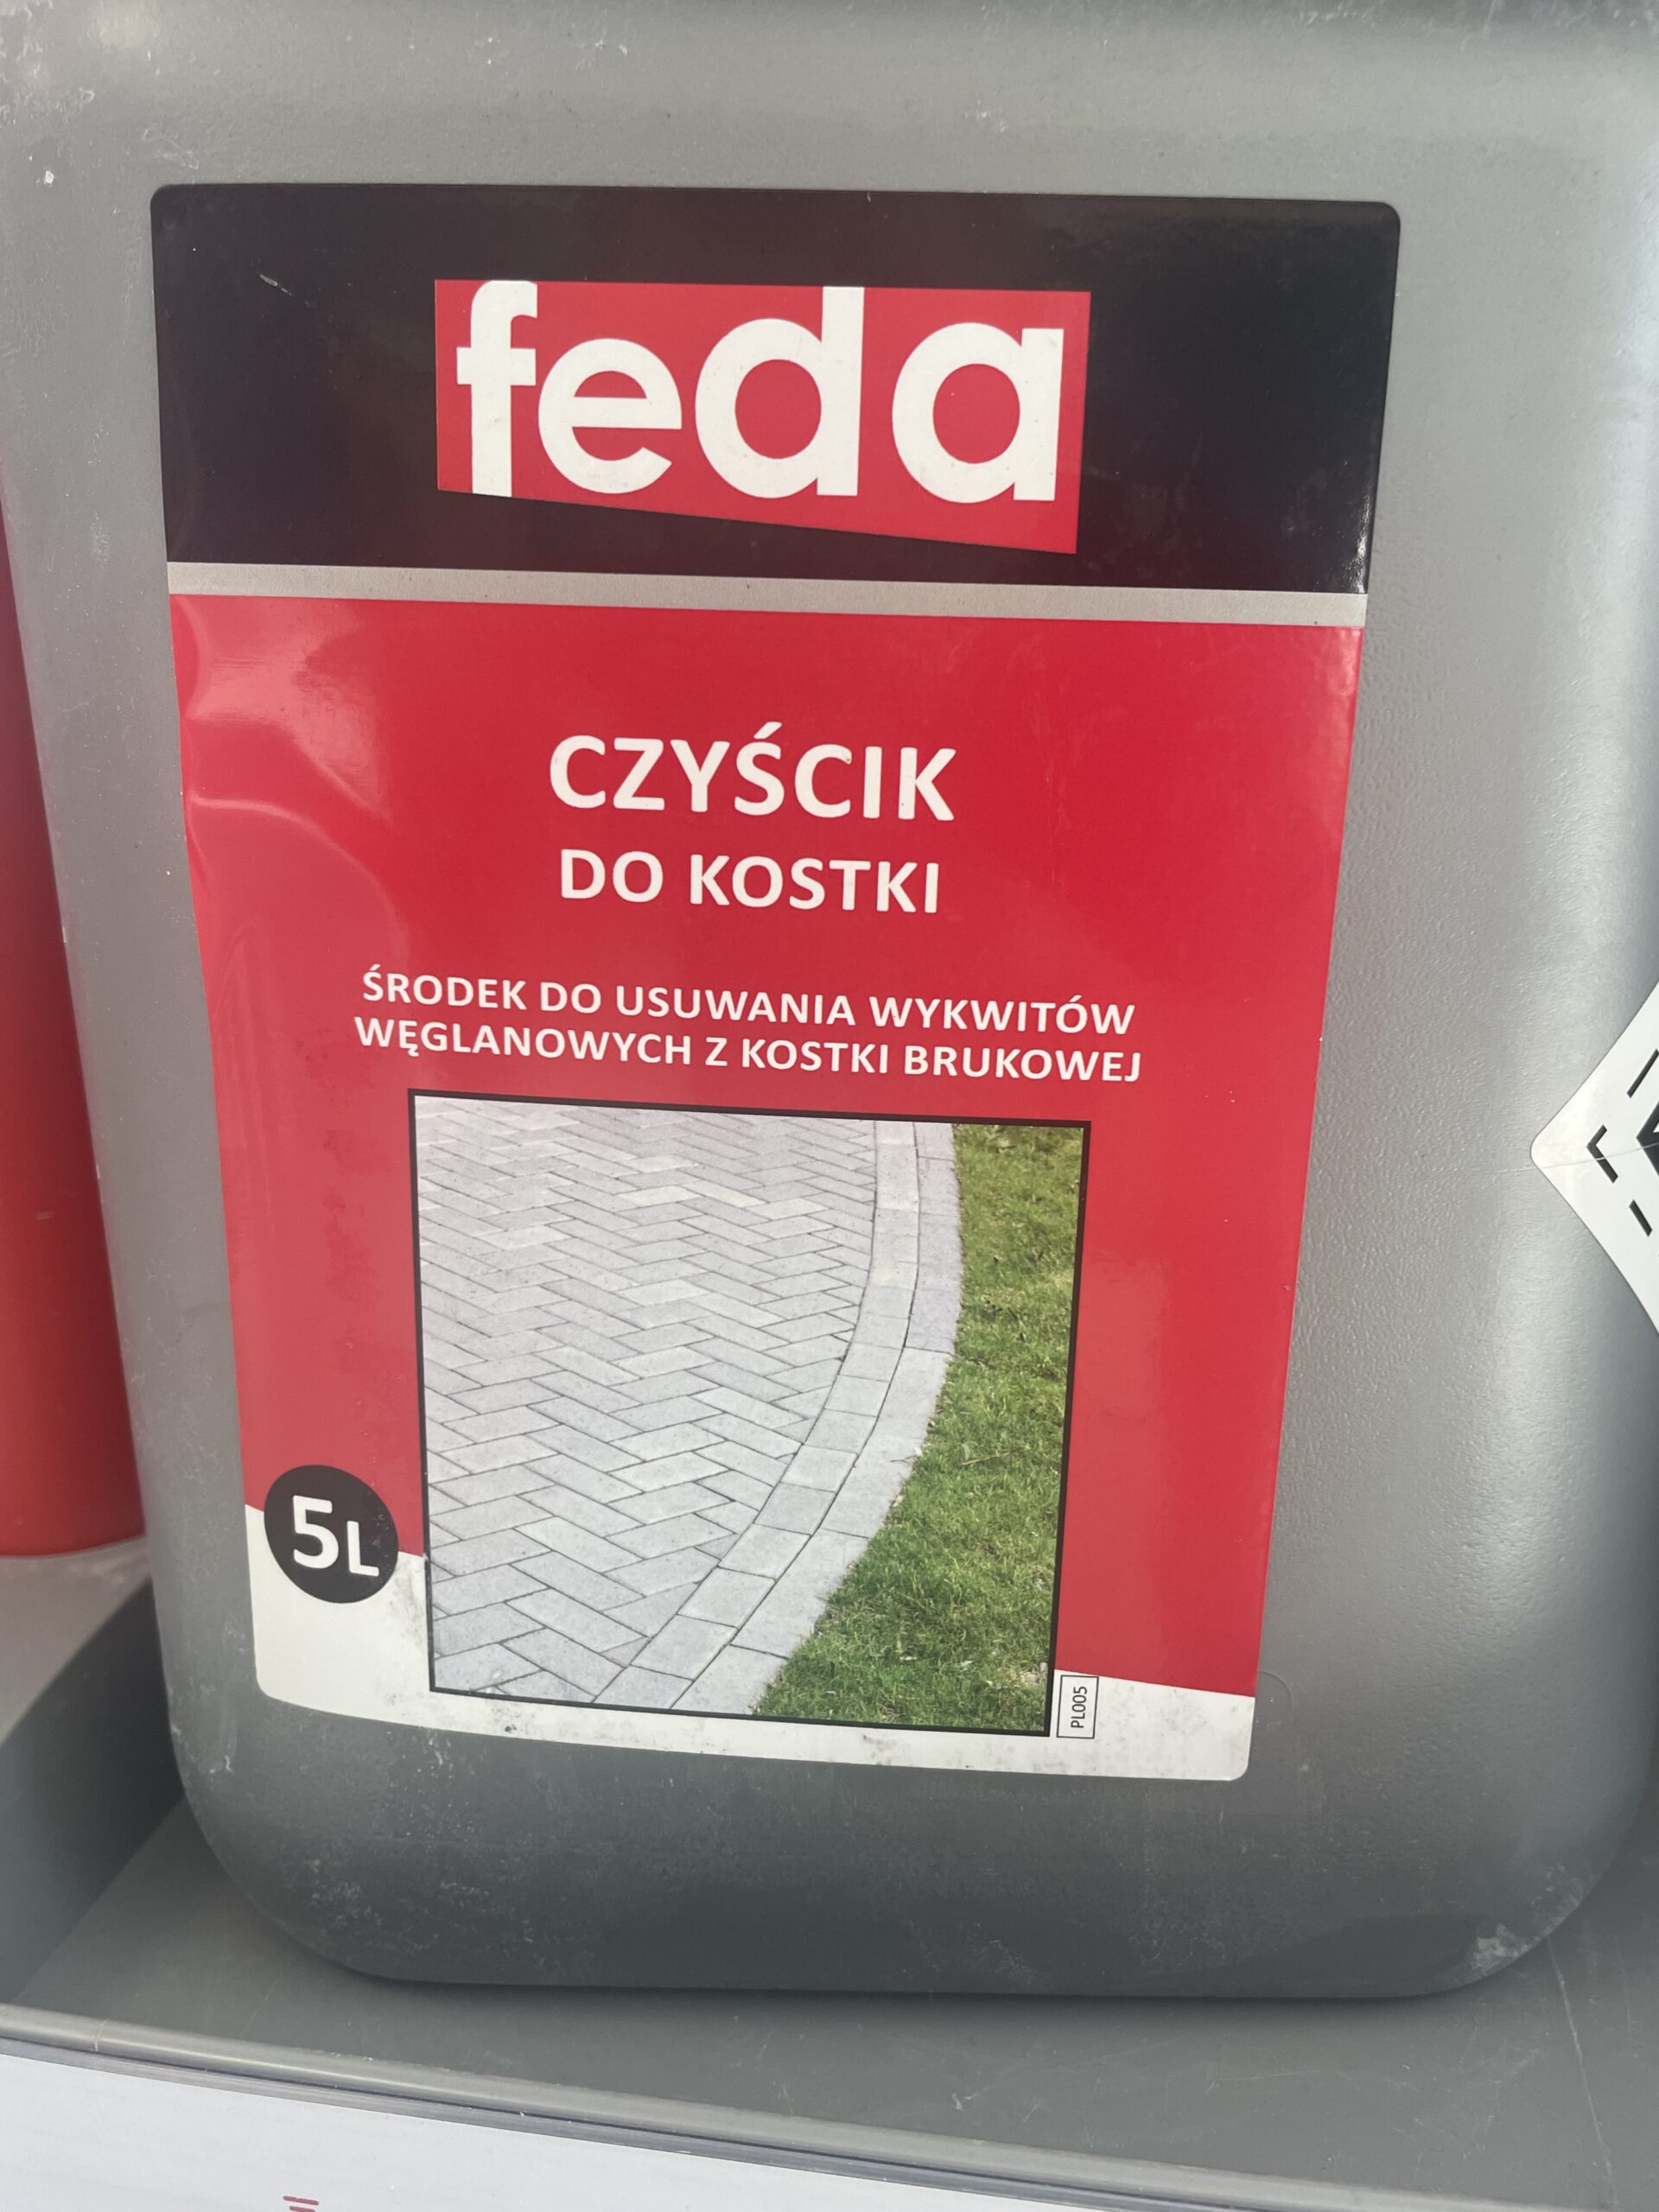 feda
CZYŚCIK
DO KOSTKI
ŚRODEK DO USUWANIA WYKWITÓW
WĘGLANOWYCH Z KOSTKI BRUKOWEJ
5L
PL005